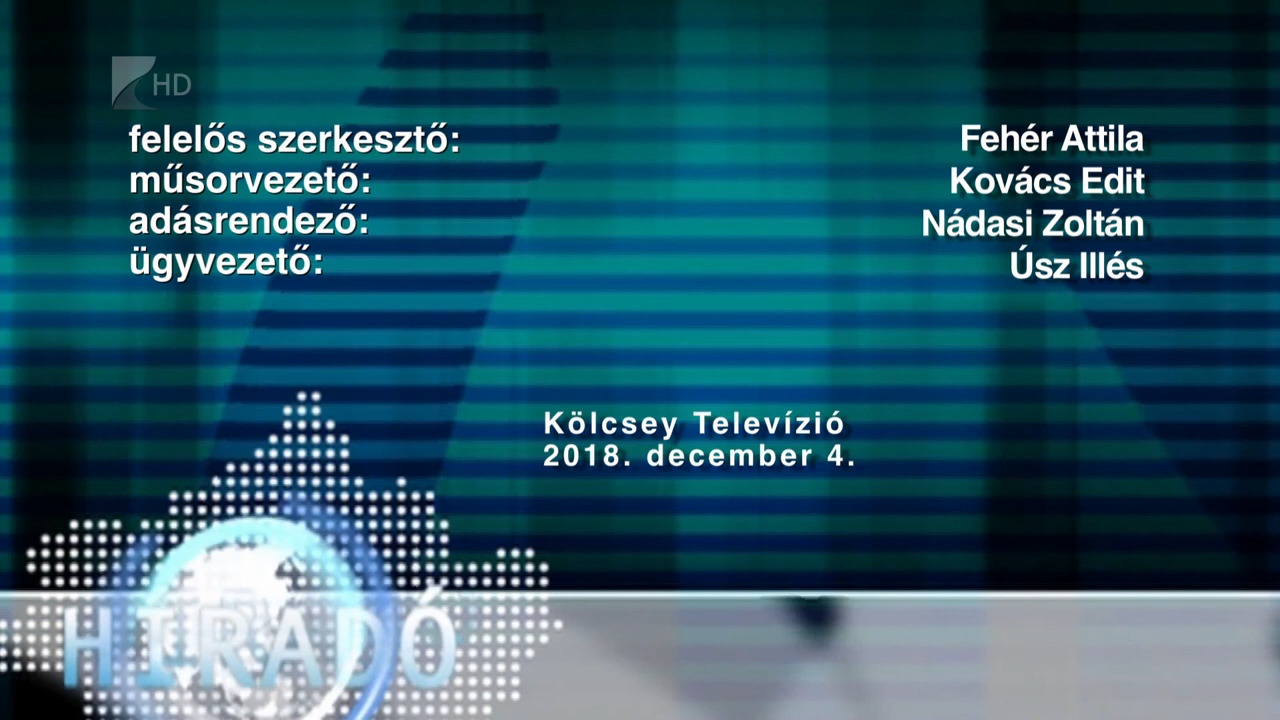 HD
felelős szerkesztő: Fehér Attila
műsorvezető: Kovács Edit
adásrendező: Nádasi Zoltán
ügyvezető: Úsz Illés
Kölcsey Televízió
2018. december 4.
HÍRADÓ